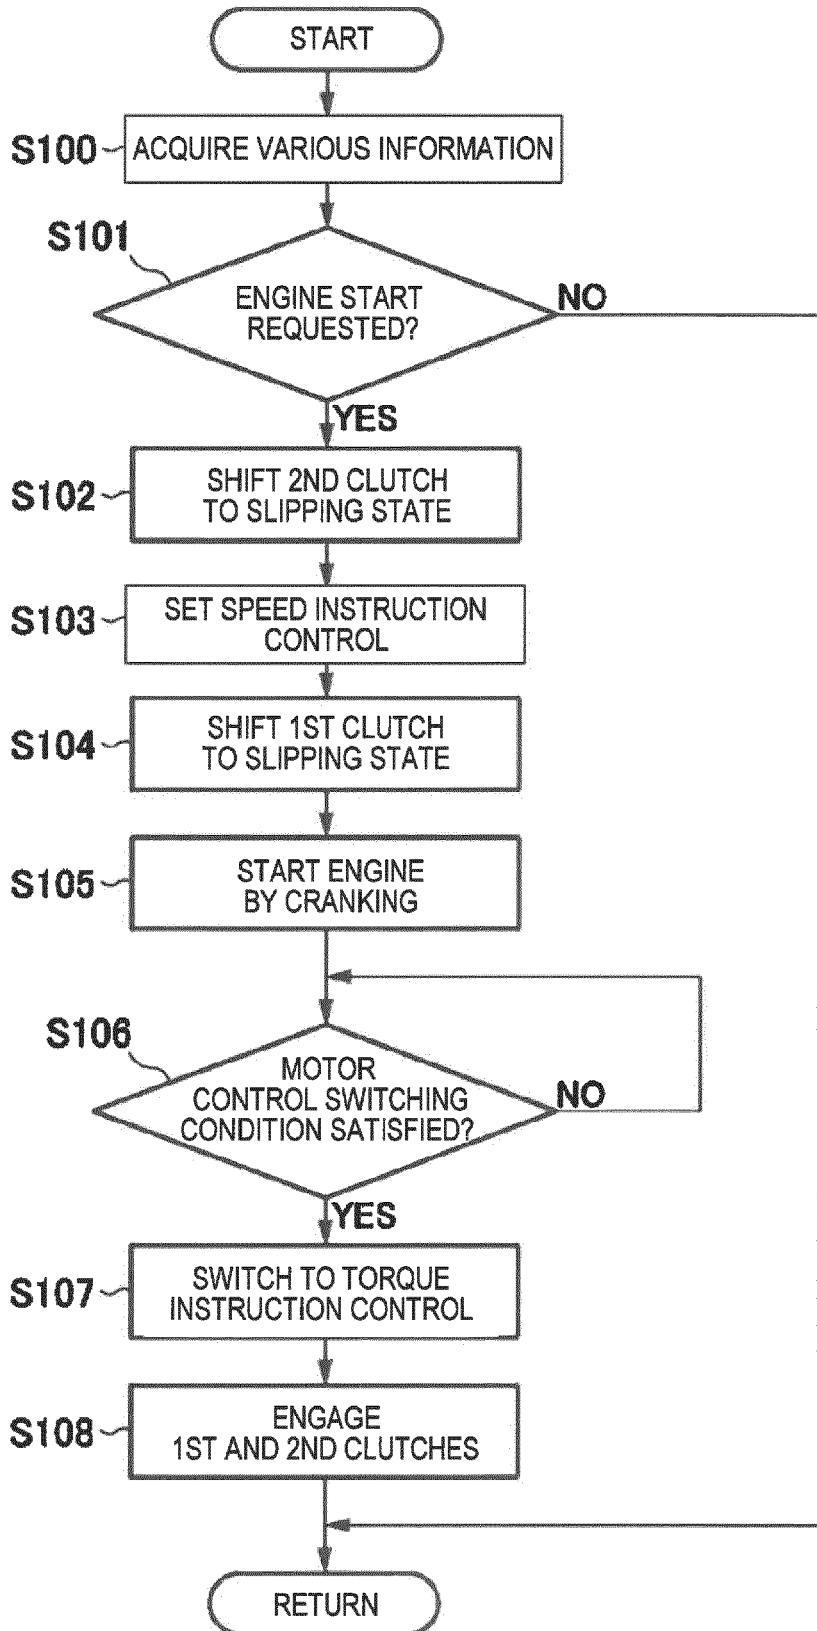 START
S100
ACQUIRE VARIOUS INFORMATION
S101
ENGINE START
REQUESTED?
NO
YES
S102
SHIFT 2ND CLUTCH
TO SLIPPING STATE
S103
SET SPEED INSTRUCTION
CONTROL
S104
SHIFT 1ST CLUTCH
TO SLIPPING STATE
S105
START ENGINE
BY CRANKING
S106
MOTOR
CONTROL SWITCHING
CONDITION SATISFIED?
NO
YES
S107
SWITCH TO TORQUE
INSTRUCTION CONTROL
S108
ENGAGE
1ST AND 2ND CLUTCHES
RETURN